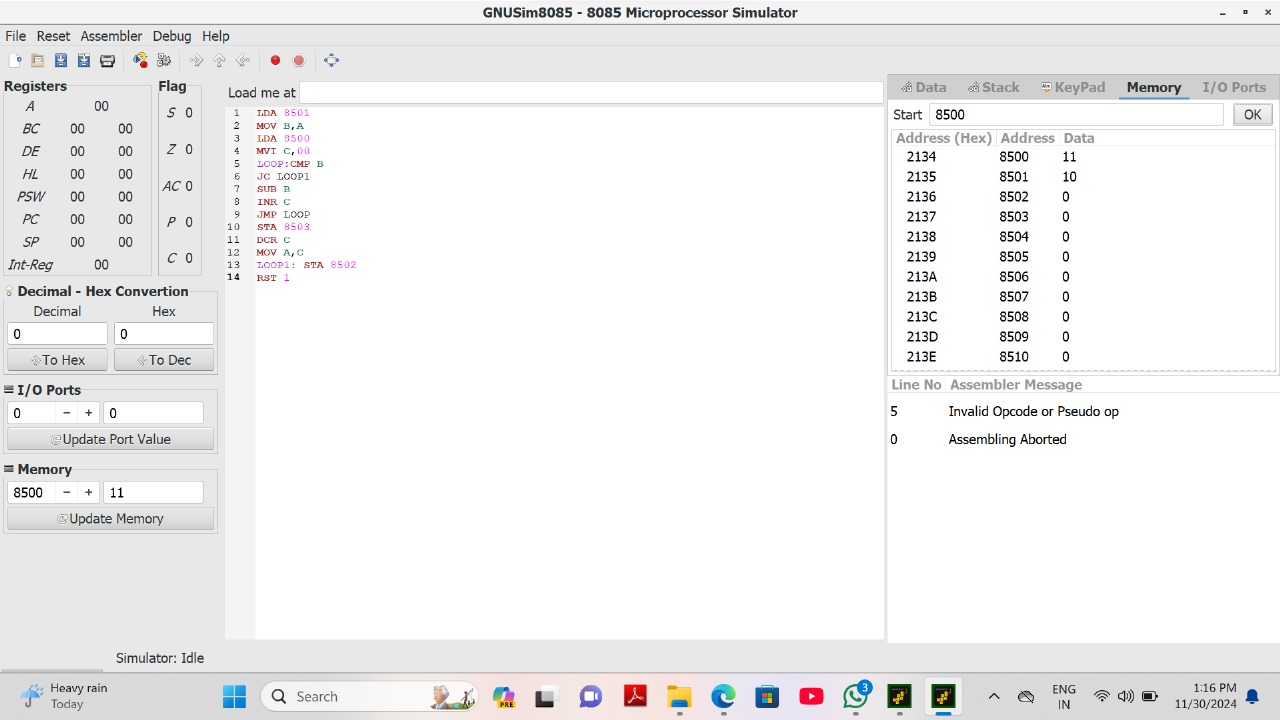 GNUSim8085 - 8085 Microprocessor Simulator
File Reset Assembler Debug Help
Registers
A 00
BC 00 00
DE 00 00
HL 00 00
PSW 00 00
PC 00 00
SP 00 00
Int-Reg 00
Flag
S 0
Z 0
AC 0
P 0
C 0
Decimal - Hex Convertion
Decimal Hex
0 0
To Hex To Dec
I/O Ports
0 - + 0
Update Port Value
Memory
8500 - + 11
Update Memory
Load me at
1 LDA 8501
2 MOV B,A
3 LDA 8500
4 MVI C,00
5 LOOP:CMP B
6 JC LOOP1
7 SUB B
8 INR C
9 JMP LOOP
10 STA 8503
11 DCR C
12 MOV A,C
13 LOOP1: STA 8502
14 RST 1
Data Stack KeyPad Memory I/O Ports
Start 8500 OK
Address (Hex) Address Data
2134 8500 11
2135 8501 10
2136 8502 0
2137 8503 0
2138 8504 0
2139 8505 0
213A 8506 0
213B 8507 0
213C 8508 0
213D 8509 0
213E 8510 0
Line No Assembler Message
5 Invalid Opcode or Pseudo op
0 Assembling Aborted
Simulator: Idle
Heavy rain
Today
Search
PRE
3
ENG
IN
1:16 PM
11/30/2024